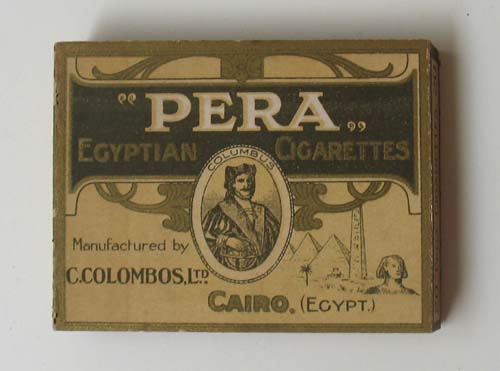 “PERA„
EGYPTIAN CIGARETTES
COLUMBUS
Manufactured by
C.COLOMBOS, LTD
CAIRO. (EGYPT.)